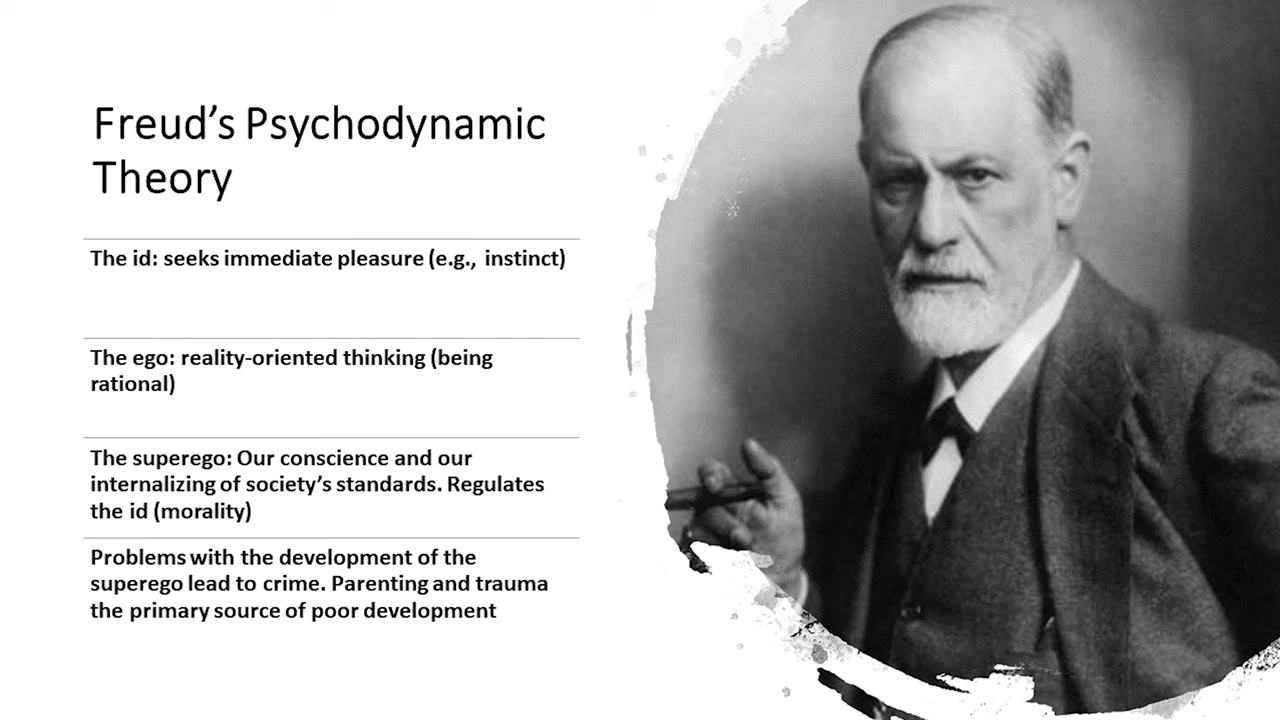 Freud’s Psychodynamic
Theory
The id: seeks immediate pleasure (e.g., instinct)
The ego: reality-oriented thinking (being
rational)
The superego: Our conscience and our
internalizing of society’s standards. Regulates
the id (morality)
Problems with the development of the
superego lead to crime. Parenting and trauma
the primary source of poor development